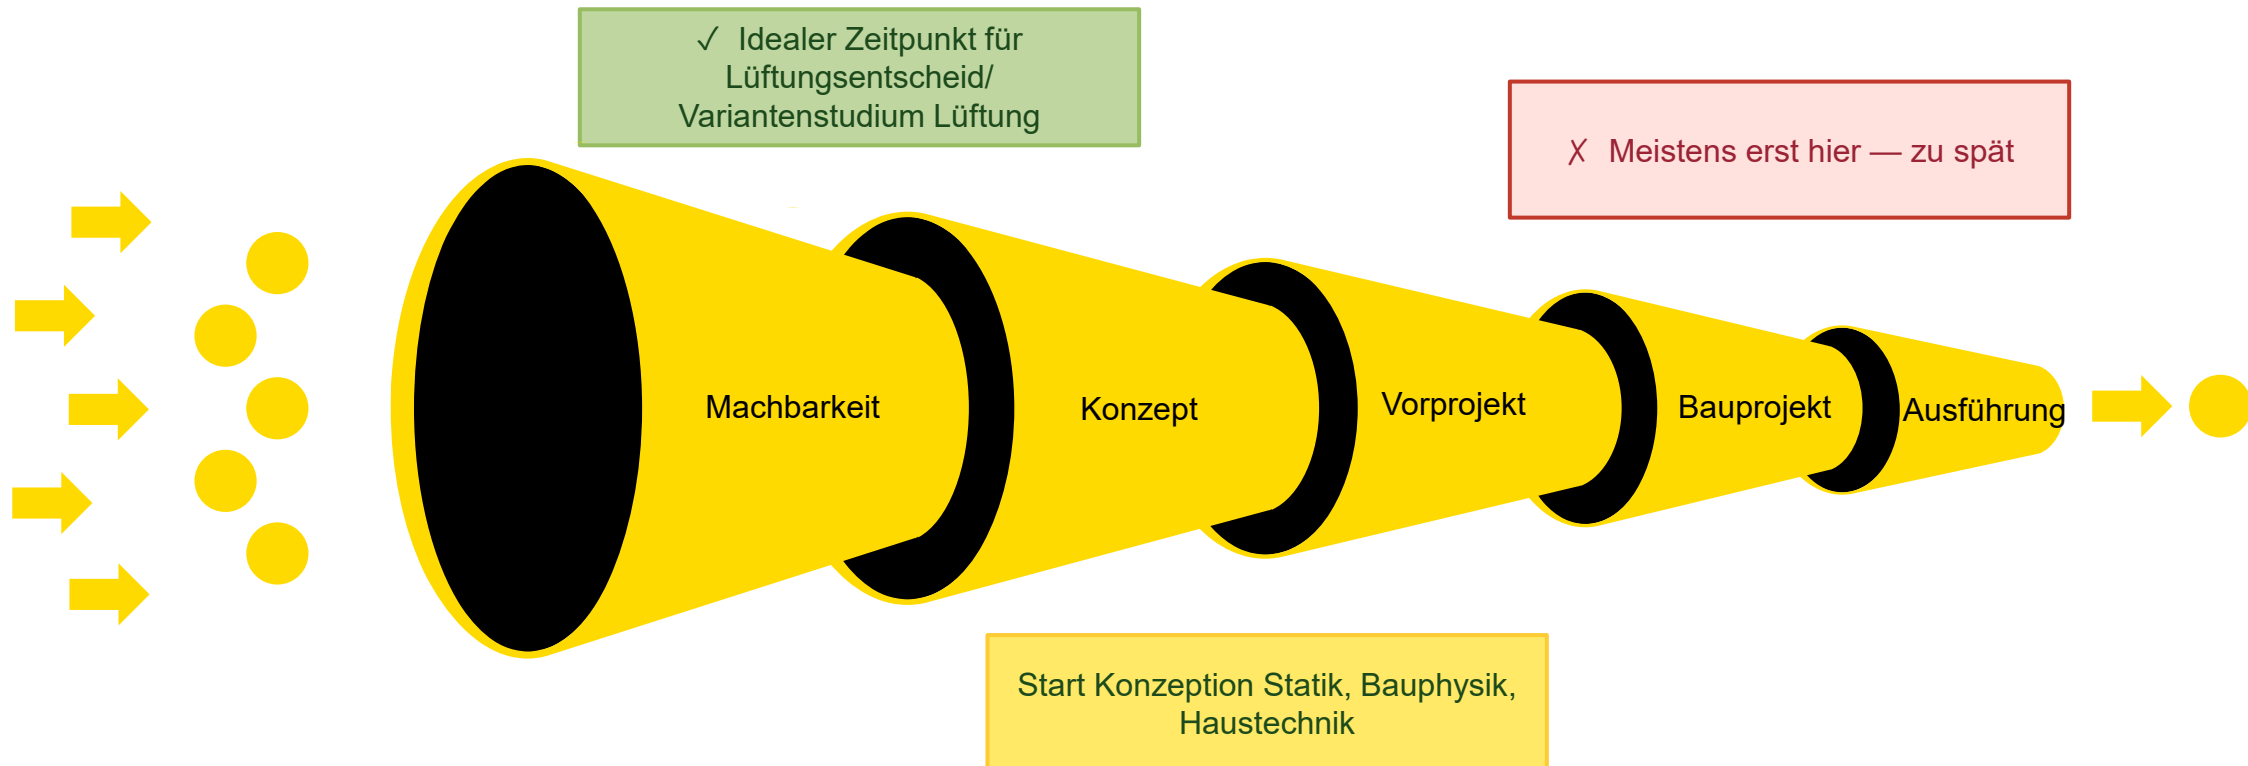 ✓ Idealer Zeitpunkt für
Lüftungsentscheid/
Variantenstudium Lüftung
✗ Meistens erst hier — zu spät
Machbarkeit
Konzept
Vorprojekt
Bauprojekt
Ausführung
Start Konzeption Statik, Bauphysik,
Haustechnik